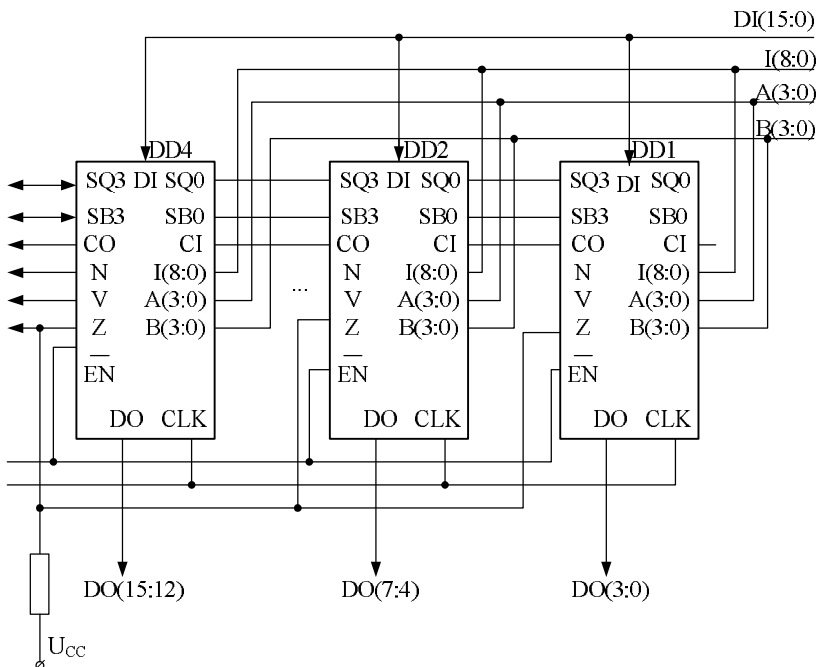 DI(15:0)
I(8:0)
A(3:0)
B(3:0)
DD4 DD2 DD1
SQ3 DI SQ0 SQ3 DI SQ0 SQ3 DI SQ0
SB3 SB0 SB3 SB0 SB3 SB0
CO CI CO CI CO CI
N I(8:0) N I(8:0) N I(8:0)
V A(3:0) ... V A(3:0) V A(3:0)
Z B(3:0) Z B(3:0) Z B(3:0)
EN EN EN
DO CLK DO CLK DO CLK
DO(15:12) DO(7:4) DO(3:0)
UCC